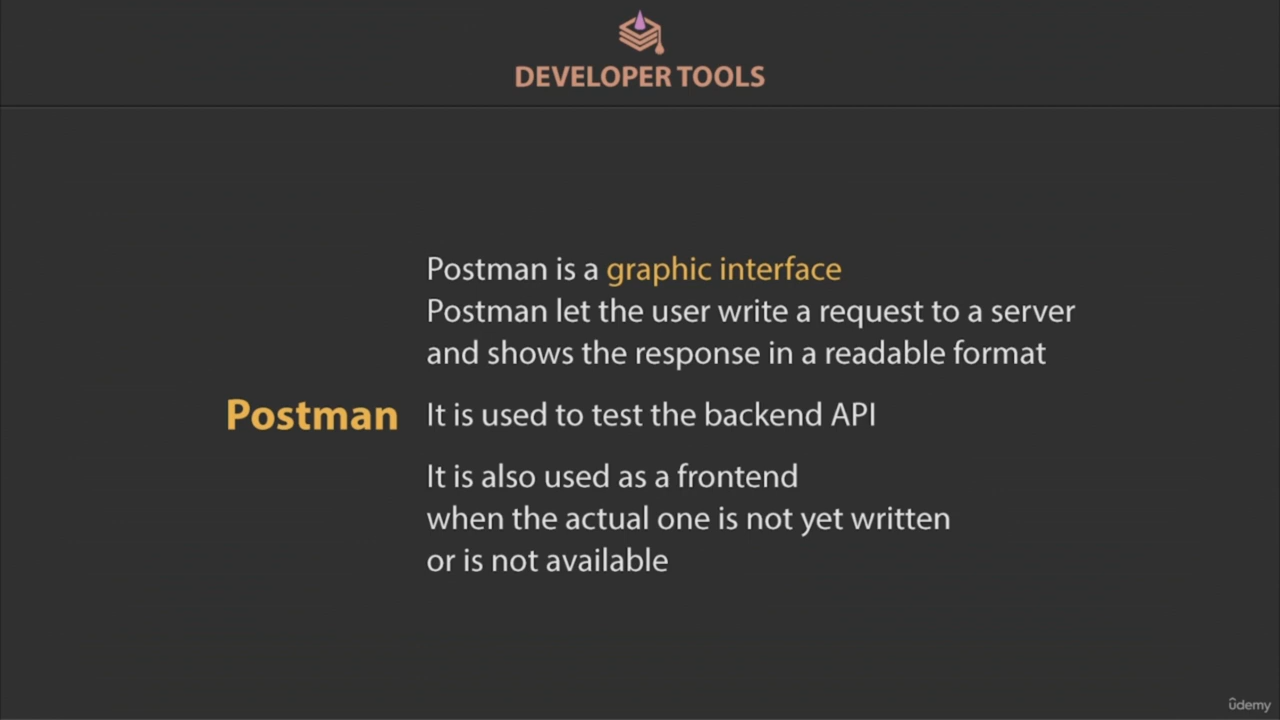 DEVELOPER TOOLS
Postman is a graphic interface
Postman let the user write a request to a server
and shows the response in a readable format
Postman
It is used to test the backend API
It is also used as a frontend
when the actual one is not yet written
or is not available
ûdemy